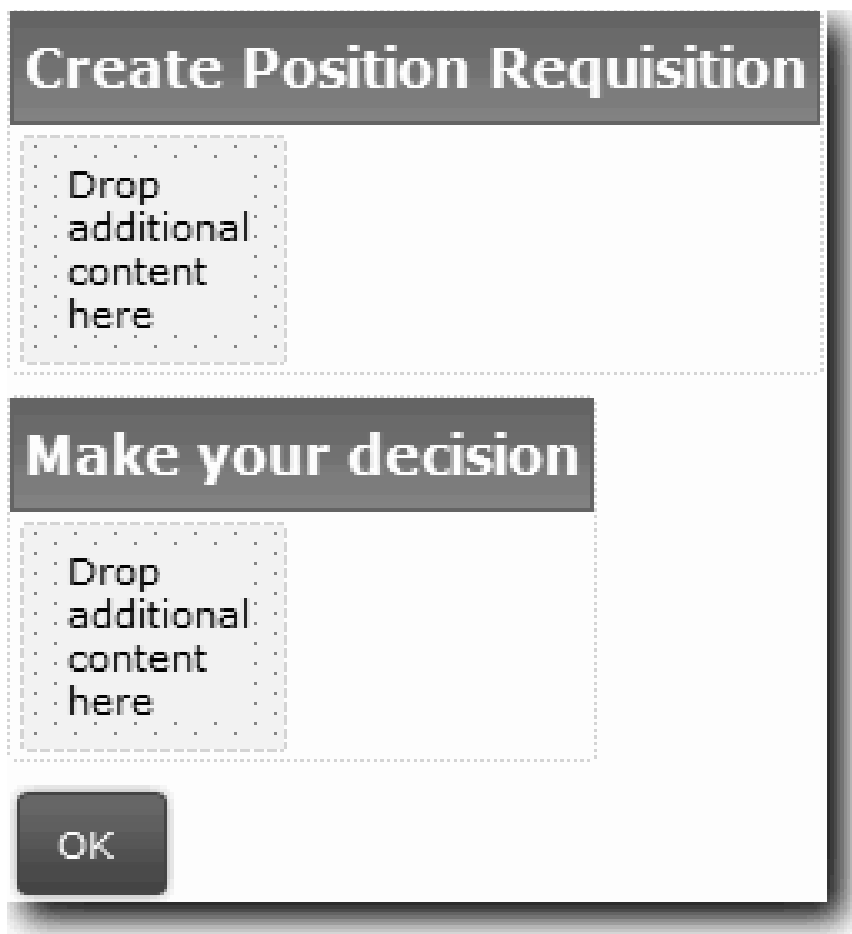 Create Position Requisition
Drop
additional
content
here
Make your decision
Drop
additional
content
here
OK